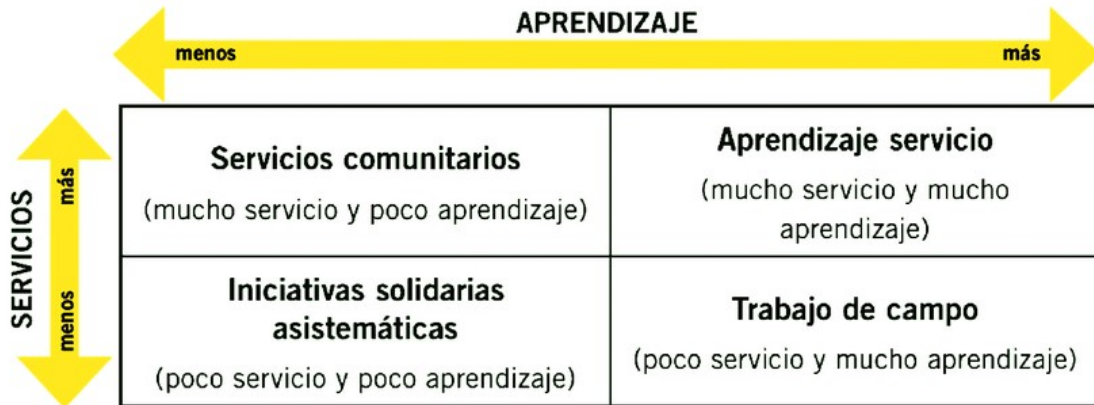 APRENDIZAJE
menos
más
SERVICIOS
más
menos
Servicios comunitarios
(mucho servicio y poco aprendizaje)
Aprendizaje servicio
(mucho servicio y mucho
aprendizaje)
Iniciativas solidarias
asistemáticas
(poco servicio y poco aprendizaje)
Trabajo de campo
(poco servicio y mucho aprendizaje)